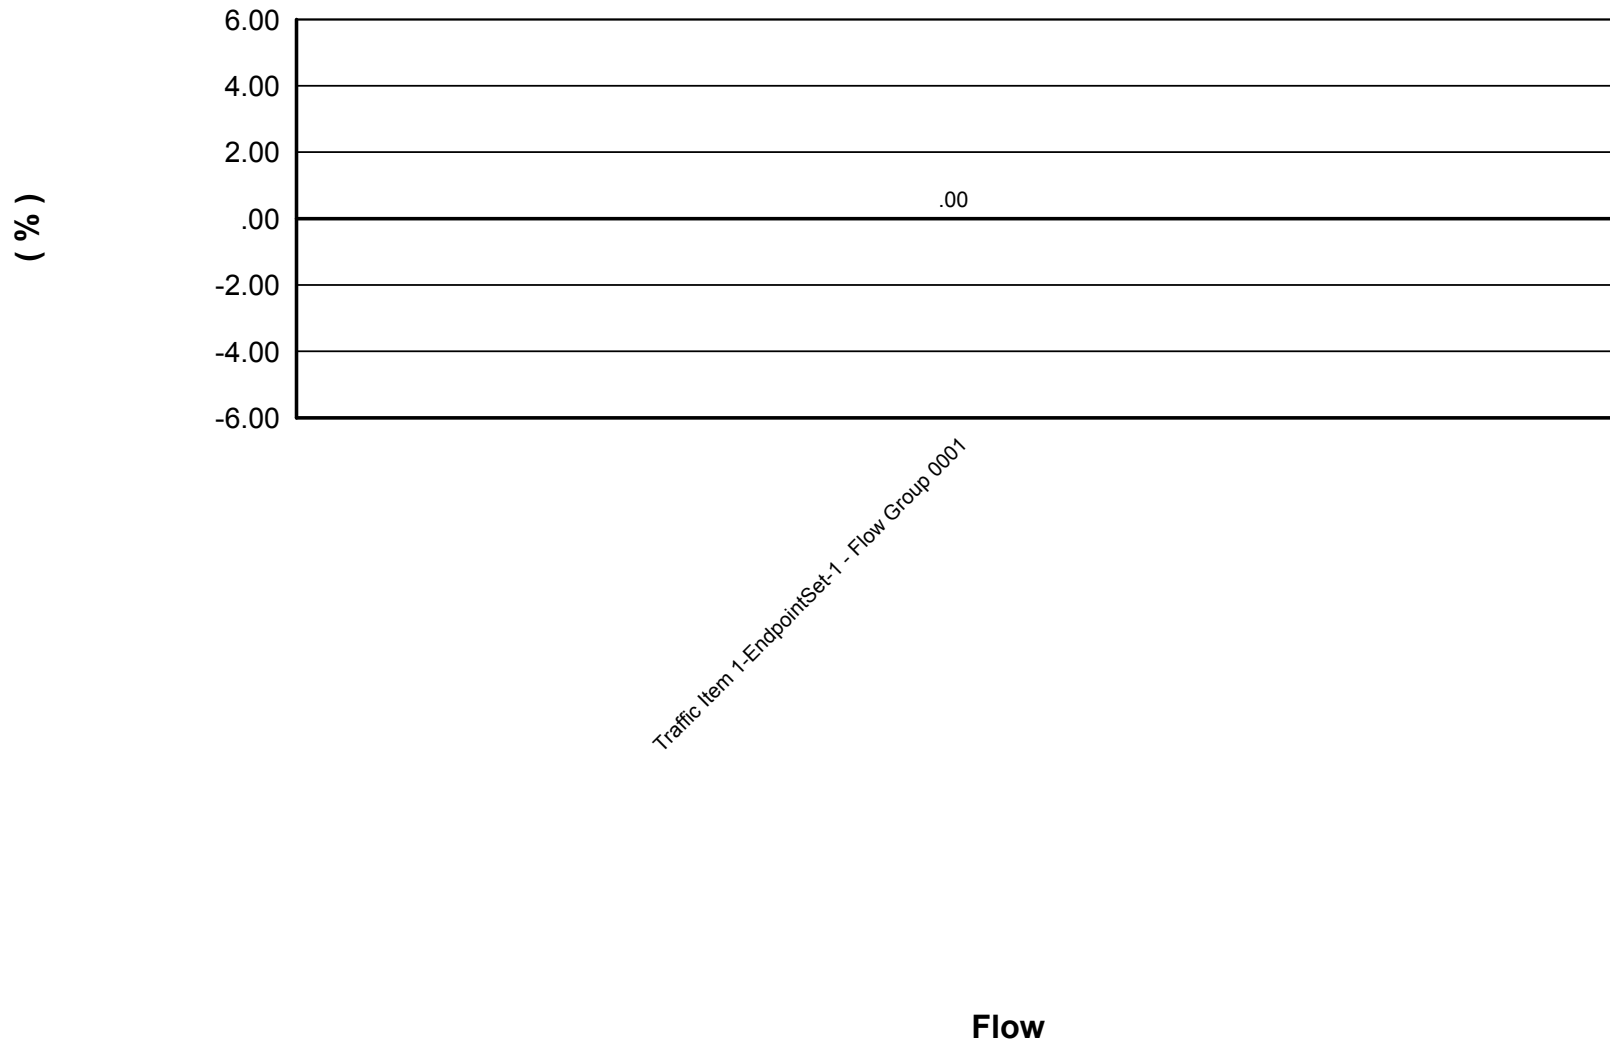 6.00
4.00
2.00
.00
.00
-2.00
-4.00
-6.00
( % )
Traffic Item 1-EndpointSet-1 - Flow Group 0001
Flow